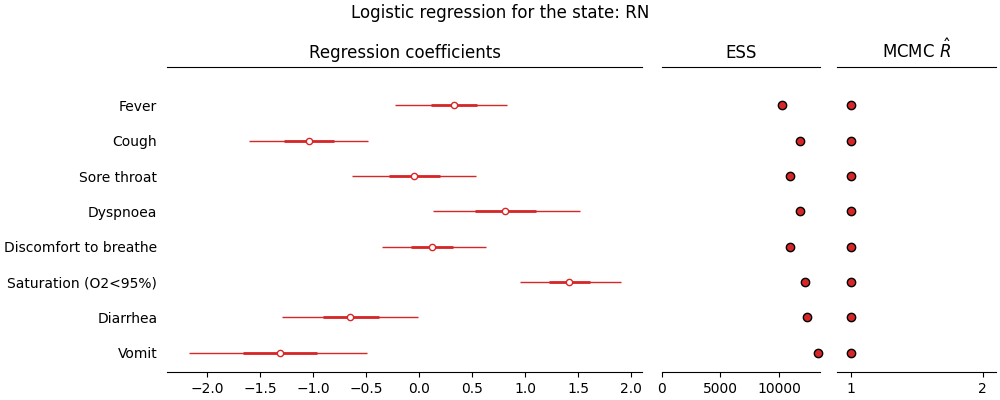 Logistic regression for the state: RN
Regression coefficients
ESS
MCMC R̂
Fever
Cough
Sore throat
Dyspnoea
Discomfort to breathe
Saturation (O2<95%)
Diarrhea
Vomit
−2.0 −1.5 −1.0 −0.5 0.0 0.5 1.0 1.5 2.0
0 5000 10000
1 2